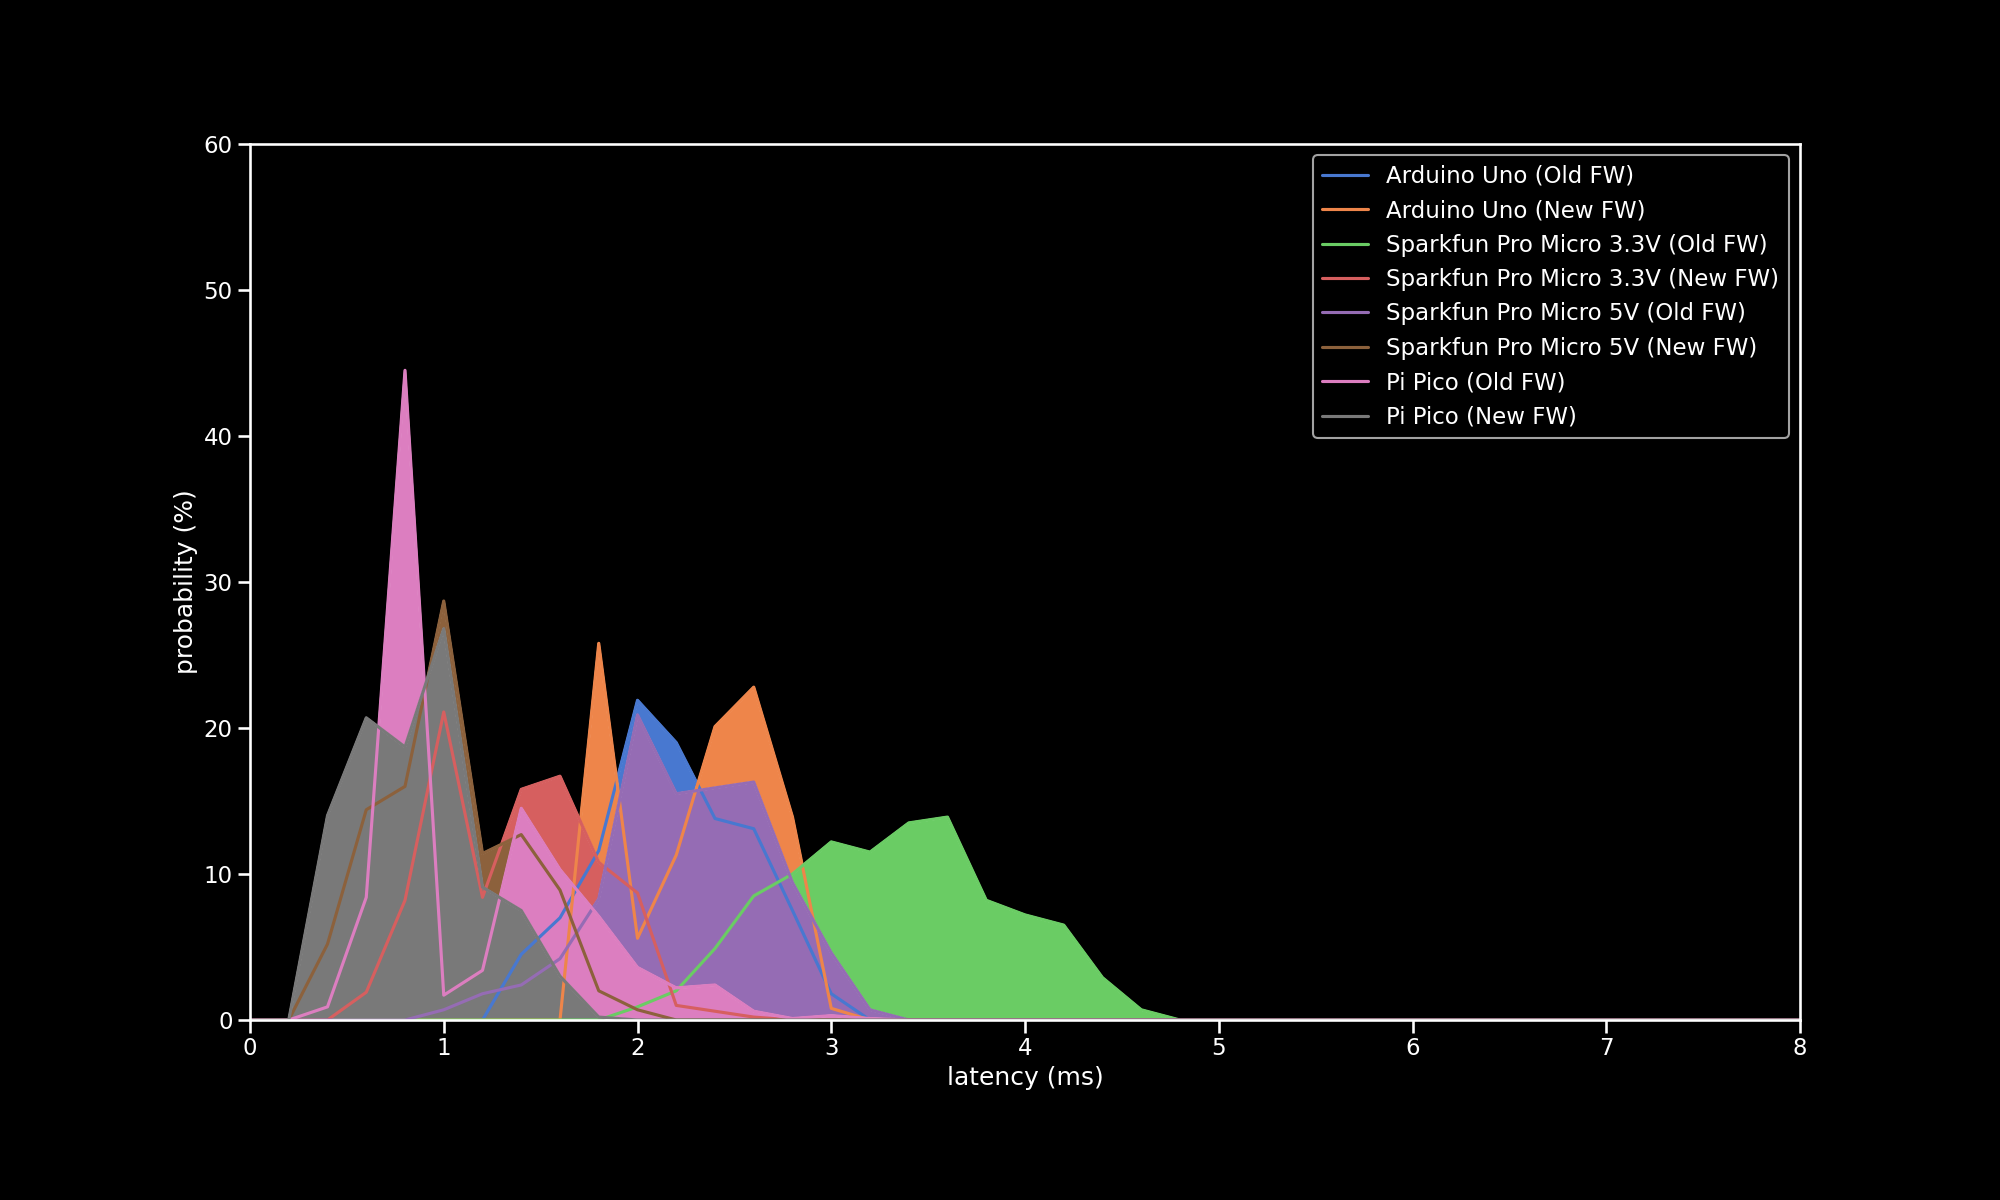 60
50
40
30
20
10
0
probability (%)
0 1 2 3 4 5 6 7 8
latency (ms)
Arduino Uno (Old FW)
Arduino Uno (New FW)
Sparkfun Pro Micro 3.3V (Old FW)
Sparkfun Pro Micro 3.3V (New FW)
Sparkfun Pro Micro 5V (Old FW)
Sparkfun Pro Micro 5V (New FW)
Pi Pico (Old FW)
Pi Pico (New FW)